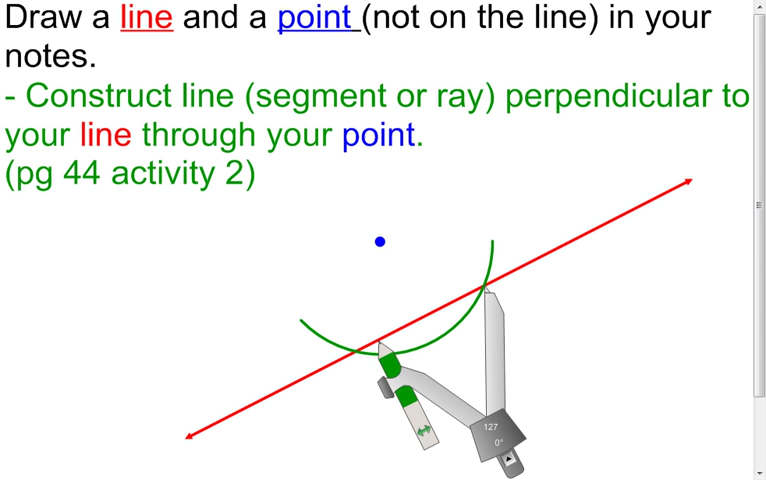 Draw a line and a point (not on the line) in your
notes.
- Construct line (segment or ray) perpendicular to
your line through your point.
(pg 44 activity 2)
127
0°